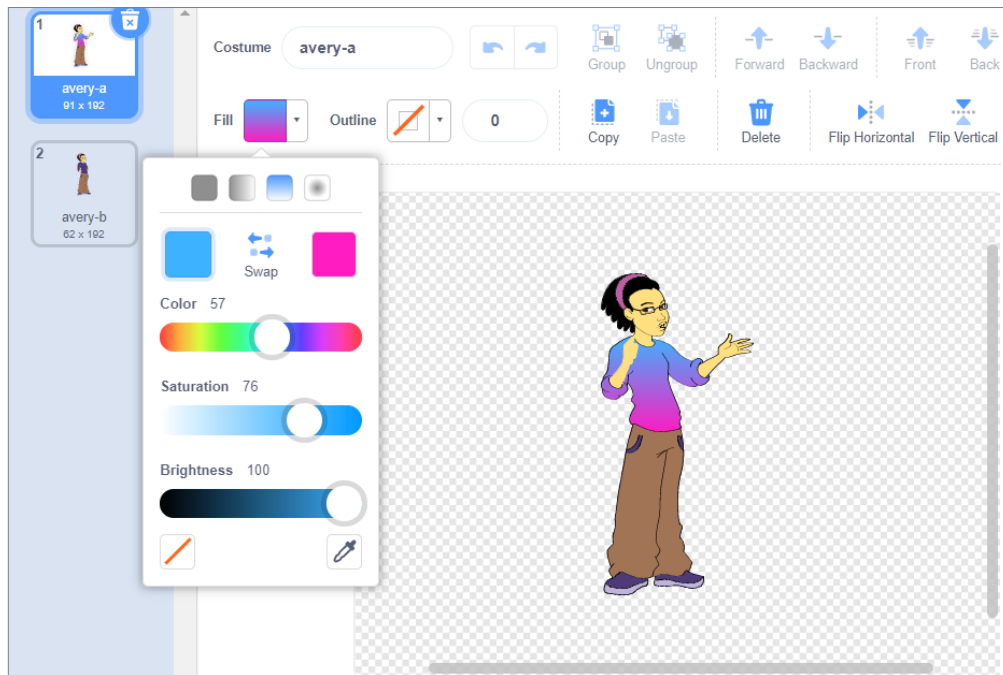 1
avery-a
91 x 192
2
avery-b
62 x 192
Costume avery-a
Group Ungroup Forward Backward Front Back
Fill Outline 0
Copy Paste Delete Flip Horizontal Flip Vertical
Swap
Color 57
Saturation 76
Brightness 100